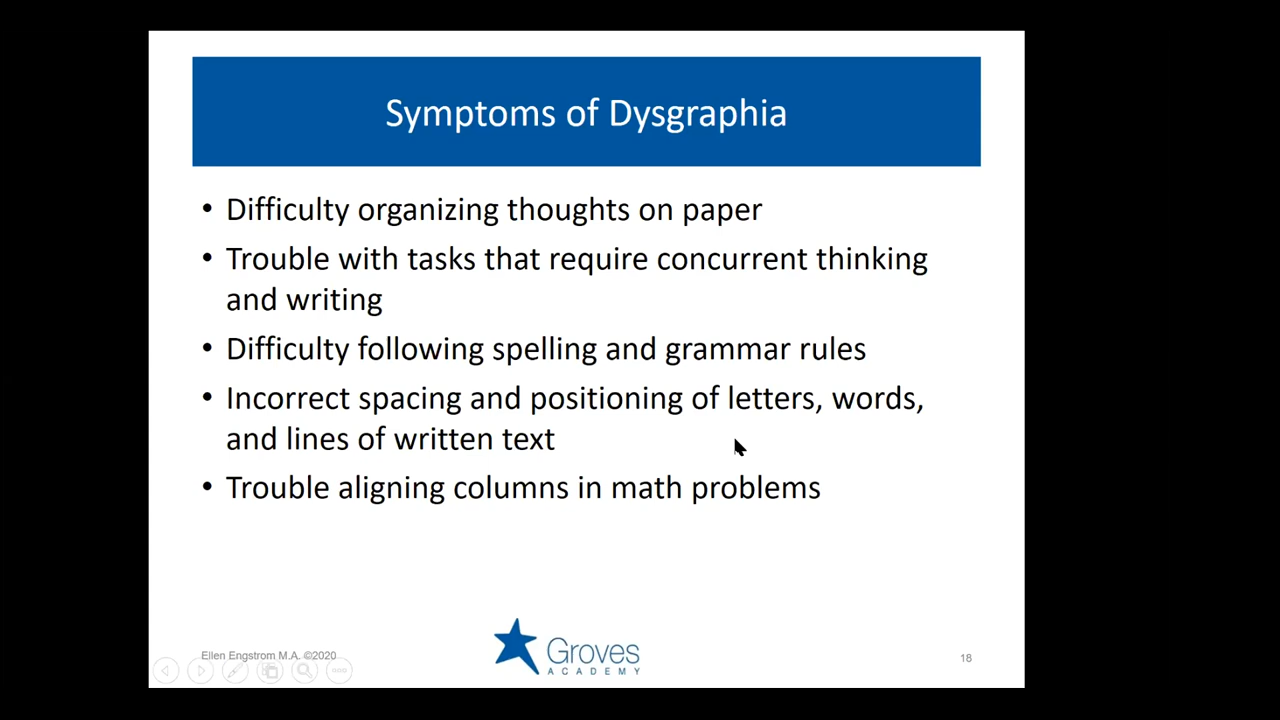 Symptoms of Dysgraphia
• Difficulty organizing thoughts on paper
• Trouble with tasks that require concurrent thinking
and writing
• Difficulty following spelling and grammar rules
• Incorrect spacing and positioning of letters, words,
and lines of written text
• Trouble aligning columns in math problems
Ellen Engstrom M.A. ©2020
Groves
ACADEMY
18